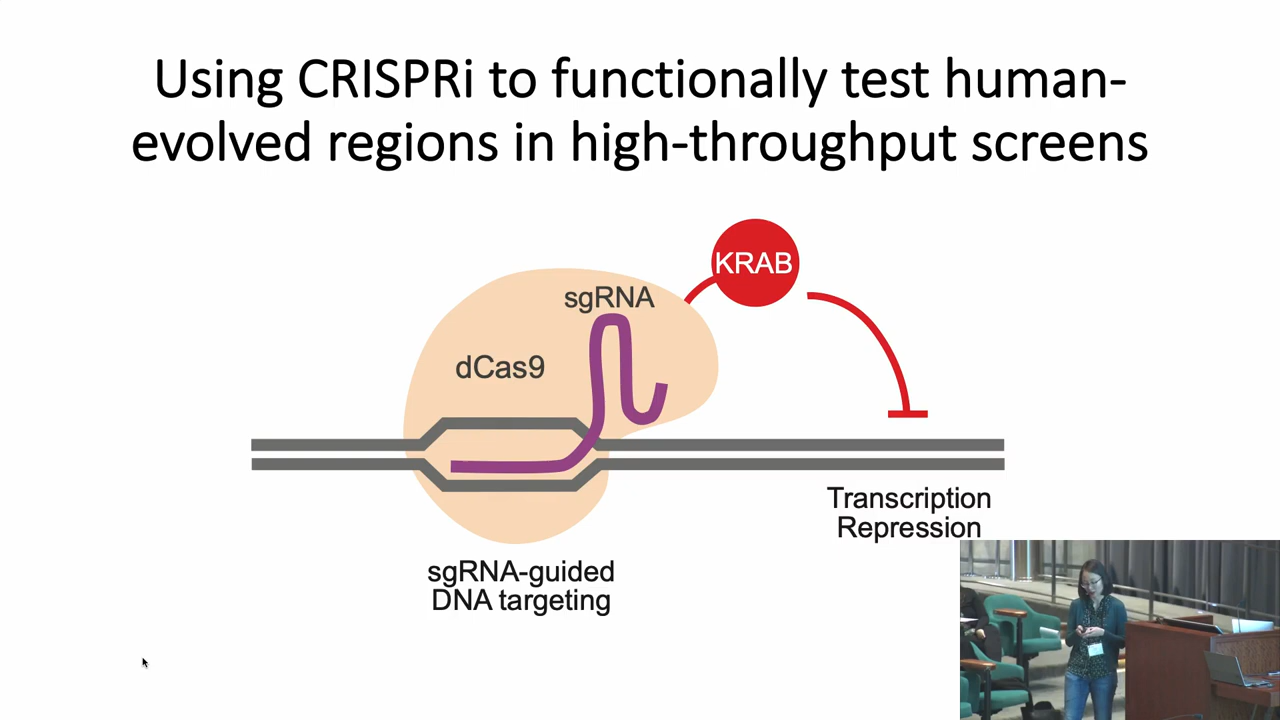 Using CRISPRi to functionally test human-
evolved regions in high-throughput screens
KRAB
sgRNA
dCas9
Transcription
Repression
sgRNA-guided
DNA targeting